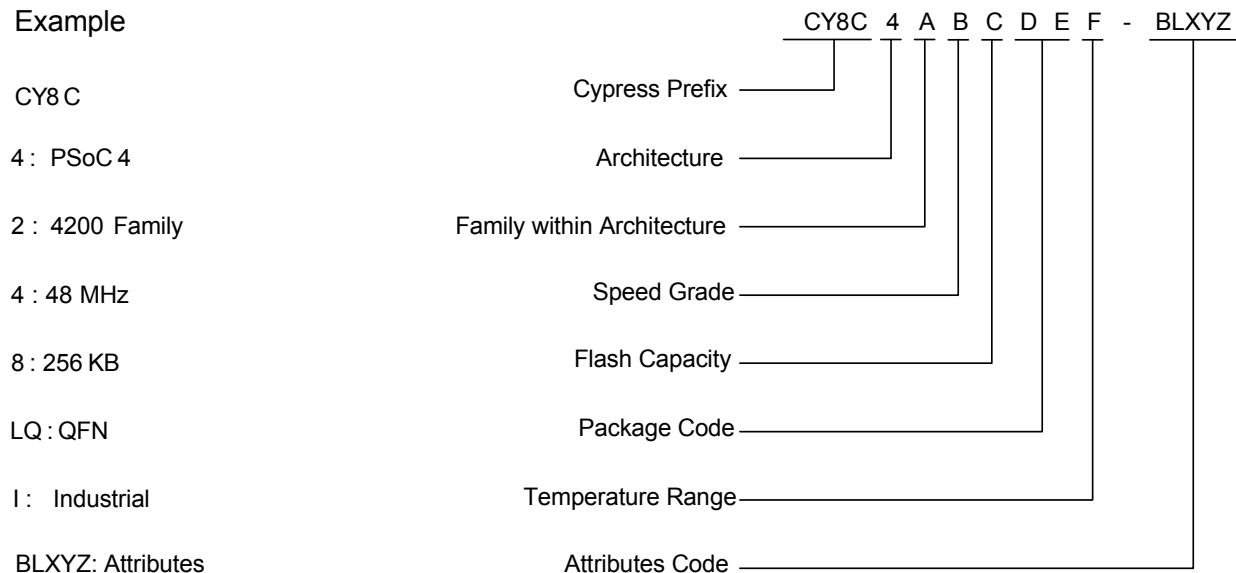 Example CY8C 4 A B C D E F - BLXYZ
CY8 C Cypress Prefix
4 : PSoC 4 Architecture
2 : 4200 Family Family within Architecture
4 : 48 MHz Speed Grade
8 : 256 KB Flash Capacity
LQ : QFN Package Code
I : Industrial Temperature Range
BLXYZ: Attributes Attributes Code